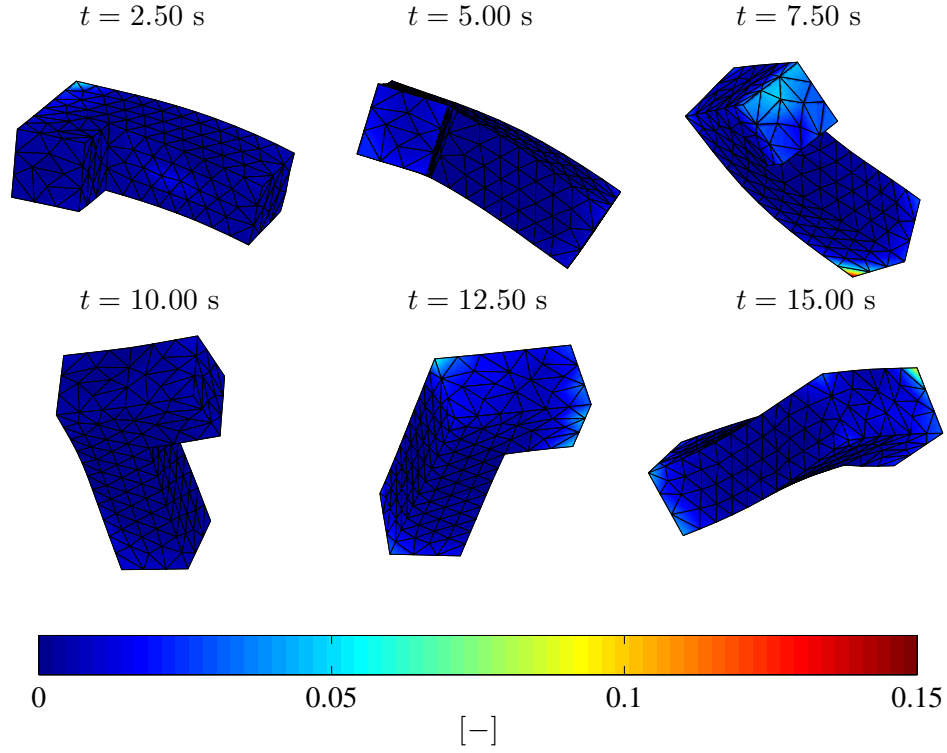 t = 2.50 s t = 5.00 s t = 7.50 s
t = 10.00 s t = 12.50 s t = 15.00 s
0 0.05 0.1 0.15
[−]